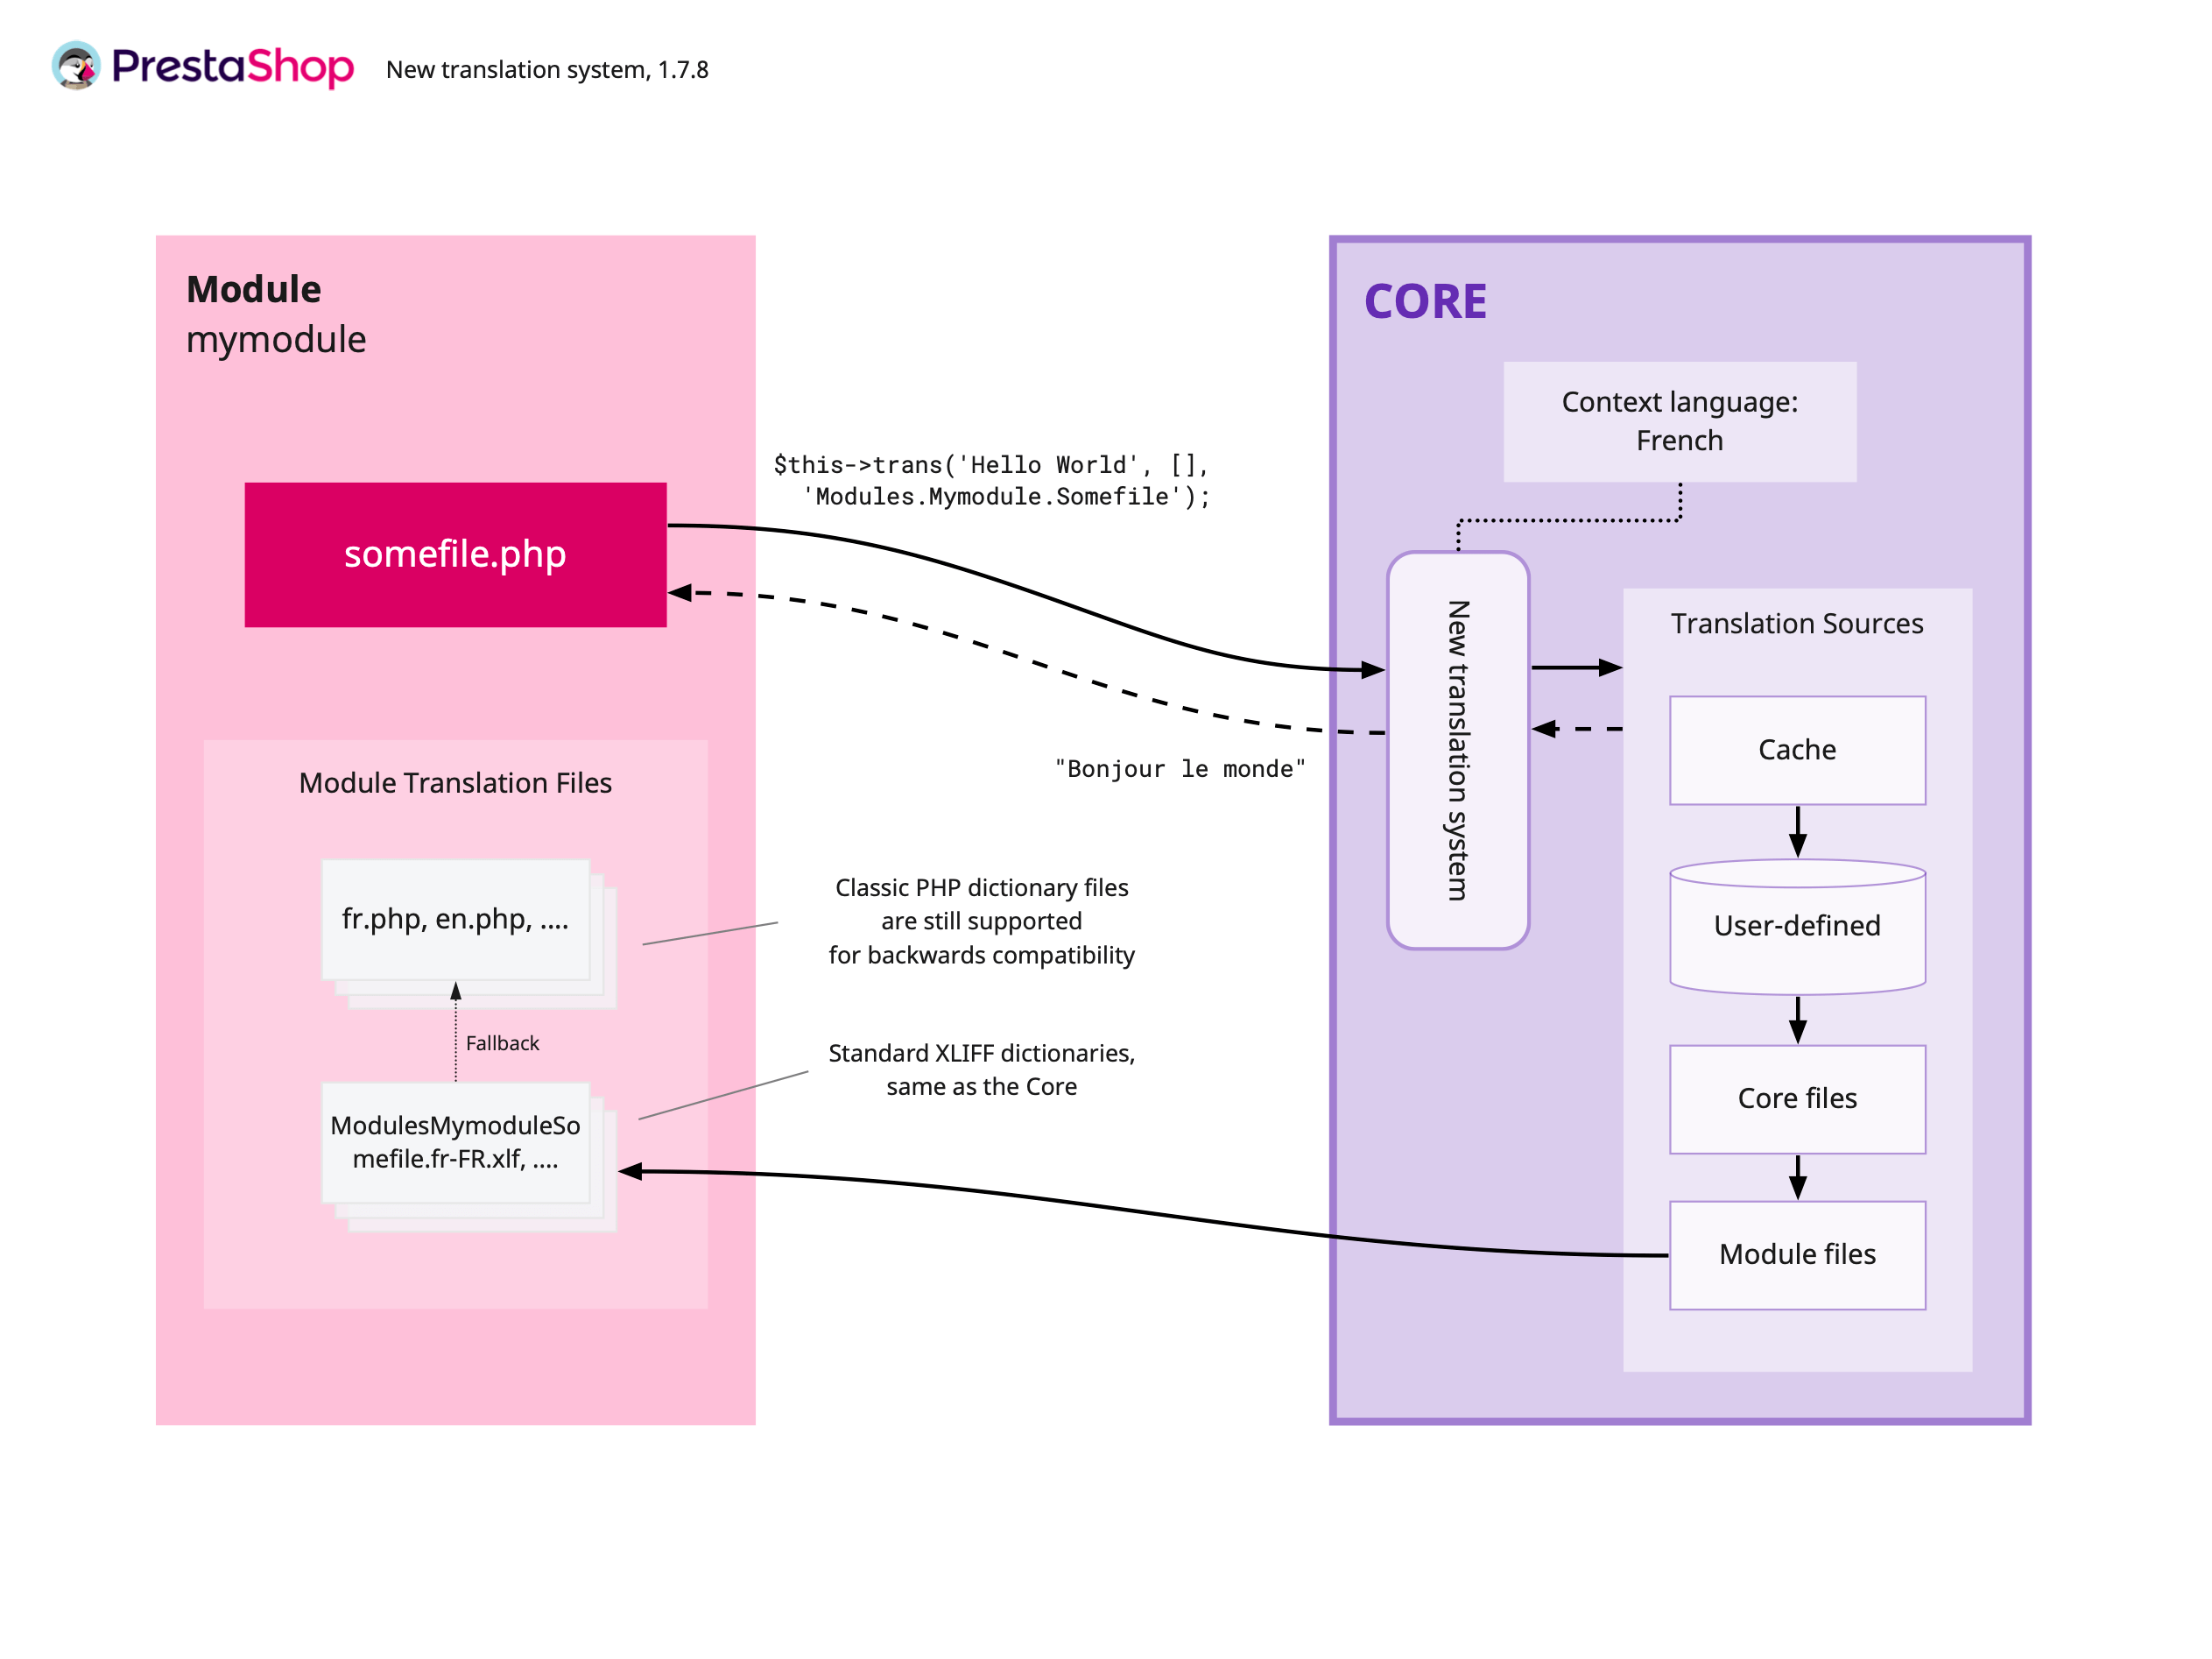 PrestaShop
New translation system, 1.7.8
Module
mymodule
somefile.php
$this->trans('Hello World', [],
'Modules.Mymodule.Somefile');
"Bonjour le monde"
Module Translation Files
fr.php, en.php, ....
Fallback
ModulesMymoduleSo
mefile.fr-FR.xlf, ....
Classic PHP dictionary files
are still supported
for backwards compatibility
Standard XLIFF dictionaries,
same as the Core
CORE
Context language:
French
New translation system
Translation Sources
Cache
User-defined
Core files
Module files